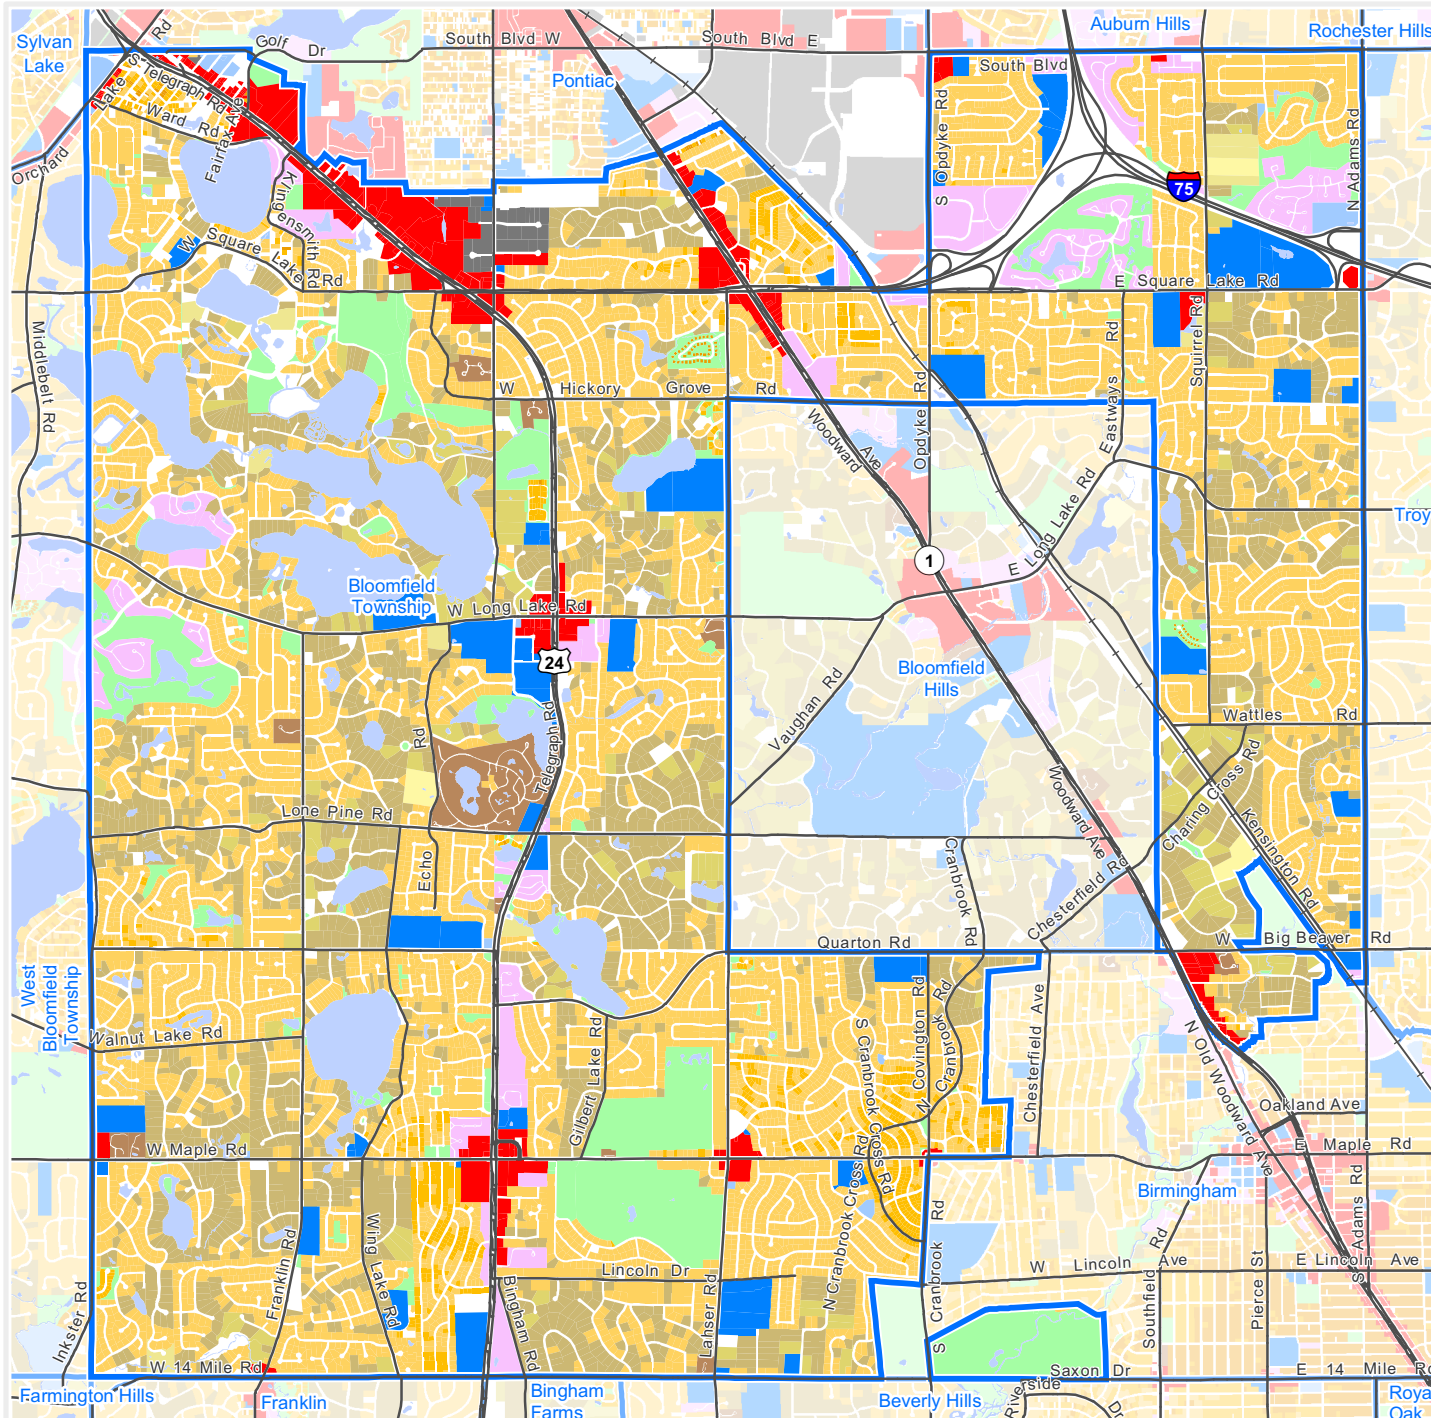 Sylvan
Lake
Orchard
Lake
Rd
Golf Dr
South Blvd W
South Blvd E
Pontiac
Auburn Hills
Rochester Hills
South Blvd
S Telegraph Rd
Ward Rd
Fairfax Ave
Klingensmith Rd
W Square Lake Rd
S Opdyke Rd
N Adams Rd
75
E Square Lake Rd
Middlebelt Rd
W Hickory Grove Rd
Woodward Ave
Opdyke Rd
Eastways Rd
Squirrel Rd
Troy
E Long Lake Rd
1
Bloomfield
Township
W Long Lake Rd
24
Bloomfield
Hills
Vaughan Rd
Wattles Rd
Telegraph Rd
Echo Rd
Lone Pine Rd
Woodward Ave
Charing Cross Rd
Kensington Rd
Cranbrook Rd
Chesterfield Rd
Quarton Rd
W Big Beaver Rd
West
Bloomfield
Township
Walnut Lake Rd
Gilbert Lake Rd
S Cranbrook Cross Rd
Covington Rd
N Cranbrook Rd
Chesterfield Ave
N Old Woodward Ave
Oakland Ave
E Maple Rd
W Maple Rd
N Cranbrook Cross Rd
Birmingham
Franklin Rd
Wing Lake Rd
Lincoln Dr
S Cranbrook Rd
W Lincoln Ave
E Lincoln Ave
Southfield Rd
Pierce St
S Adams Rd
Inkster Rd
Bingham Rd
Lahser Rd
W 14 Mile Rd
Saxon Dr
E 14 Mile Rd
Riverside Dr
Farmington Hills
Franklin
Bingham
Farms
Beverly Hills
Roya
Oak